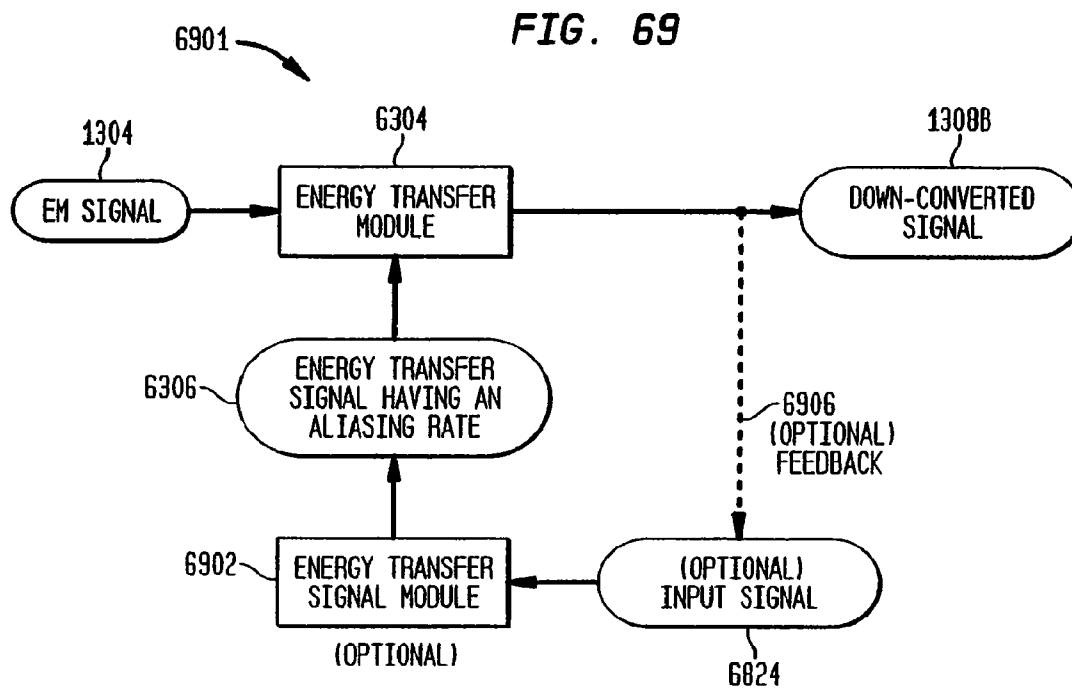 FIG. 69
6901
1304
6304
1308B
EM SIGNAL
ENERGY TRANSFER
MODULE
DOWN-CONVERTED
SIGNAL
6306
ENERGY TRANSFER
SIGNAL HAVING AN
ALIASING RATE
6906
(OPTIONAL)
FEEDBACK
6902
ENERGY TRANSFER
SIGNAL MODULE
(OPTIONAL)
(OPTIONAL)
INPUT SIGNAL
6824